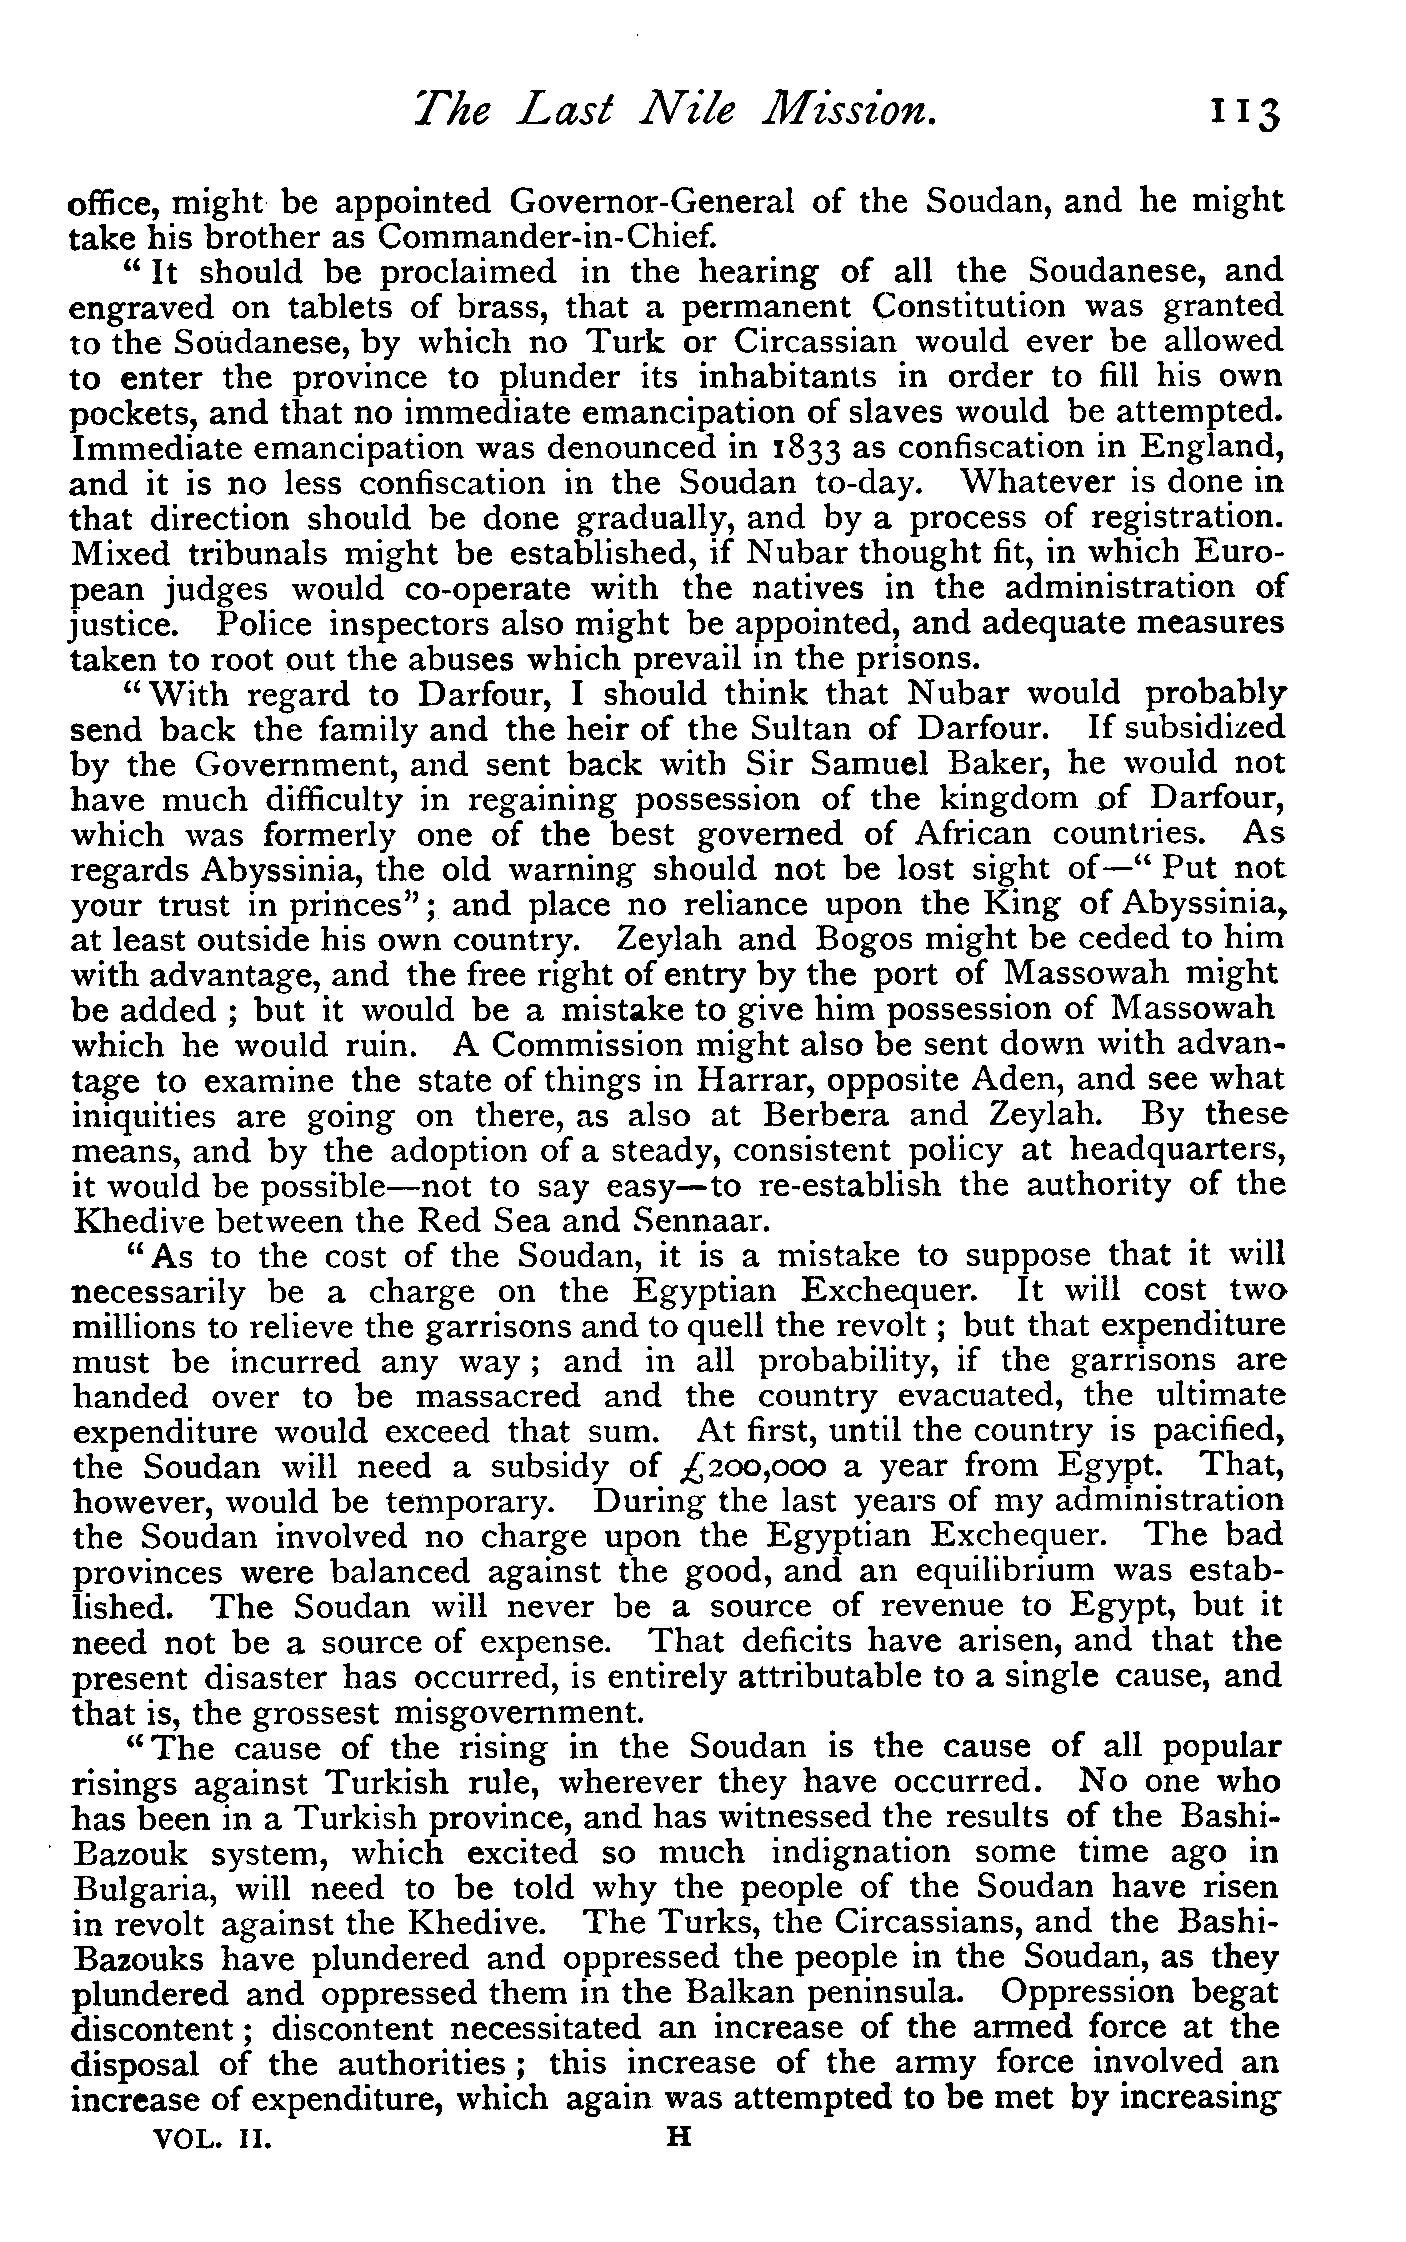 The Last Nile Mission. 113
office, might be appointed Governor-General of the Soudan, and he might
take his brother as Commander-in-Chief.
“It should be proclaimed in the hearing of all the Soudanese, and
engraved on tablets of brass, that a permanent Constitution was granted
to the Soudanese, by which no Turk or Circassian would ever be allowed
to enter the province to plunder its inhabitants in order to fill his own
pockets, and that no immediate emancipation of slaves would be attempted.
Immediate emancipation was denounced in 1833 as confiscation in England,
and it is no less confiscation in the Soudan to-day. Whatever is done in
that direction should be done gradually, and by a process of registration.
Mixed tribunals might be established, if Nubar thought fit, in which Euro-
pean judges would co-operate with the natives in the administration of
justice. Police inspectors also might be appointed, and adequate measures
taken to root out the abuses which prevail in the prisons.
“With regard to Darfour, I should think that Nubar would probably
send back the family and the heir of the Sultan of Darfour. If subsidized
by the Government, and sent back with Sir Samuel Baker, he would not
have much difficulty in regaining possession of the kingdom of Darfour,
which was formerly one of the best governed of African countries. As
regards Abyssinia, the old warning should not be lost sight of—“Put not
your trust in princes”; and place no reliance upon the King of Abyssinia,
at least outside his own country. Zeylah and Bogos might be ceded to him
with advantage, and the free right of entry by the port of Massowah might
be added; but it would be a mistake to give him possession of Massowah
which he would ruin. A Commission might also be sent down with advan-
tage to examine the state of things in Harrar, opposite Aden, and see what
iniquities are going on there, as also at Berbera and Zeylah. By these
means, and by the adoption of a steady, consistent policy at headquarters,
it would be possible—not to say easy—to re-establish the authority of the
Khedive between the Red Sea and Sennaar.
“As to the cost of the Soudan, it is a mistake to suppose that it will
necessarily be a charge on the Egyptian Exchequer. It will cost two
millions to relieve the garrisons and to quell the revolt; but that expenditure
must be incurred any way; and in all probability, if the garrisons are
handed over to be massacred and the country evacuated, the ultimate
expenditure would exceed that sum. At first, until the country is pacified,
the Soudan will need a subsidy of £200,000 a year from Egypt. That,
however, would be temporary. During the last years of my administration
the Soudan involved no charge upon the Egyptian Exchequer. The bad
provinces were balanced against the good, and an equilibrium was estab-
lished. The Soudan will never be a source of revenue to Egypt, but it
need not be a source of expense. That deficits have arisen, and that the
present disaster has occurred, is entirely attributable to a single cause, and
that is, the grossest misgovernment.
“The cause of the rising in the Soudan is the cause of all popular
risings against Turkish rule, wherever they have occurred. No one who
has been in a Turkish province, and has witnessed the results of the Bashi-
Bazouk system, which excited so much indignation some time ago in
Bulgaria, will need to be told why the people of the Soudan have risen
in revolt against the Khedive. The Turks, the Circassians, and the Bashi-
Bazouks have plundered and oppressed the people in the Soudan, as they
plundered and oppressed them in the Balkan peninsula. Oppression begat
discontent; discontent necessitated an increase of the armed force at the
disposal of the authorities; this increase of the army force involved an
increase of expenditure, which again was attempted to be met by increasing
VOL. II. H